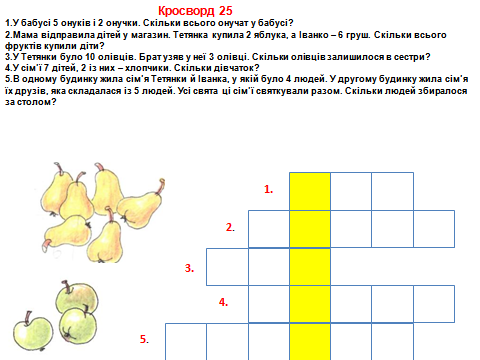 Кросворд 25
1.У бабусі 5 онуків і 2 онучки. Скільки всього онучат у бабусі?
2.Мама відправила дітей у магазин. Тетянка купила 2 яблука, а Іванко – 6 груш. Скільки всього
фруктів купили діти?
3.У Тетянки було 10 олівців. Брат узяв у неї 3 олівці. Скільки олівців залишилося в сестри?
4.У сім'ї 7 дітей, 2 із них – хлопчики. Скільки дівчаток?
5.В одному будинку жила сім'я Тетянки й Іванка, у якій було 4 людей. У другому будинку жила сім'я
їх друзів, яка складалася із 5 людей. Усі свята ці сім'ї святкували разом. Скільки людей збиралося
за столом?
1.
2.
3.
4.
5.